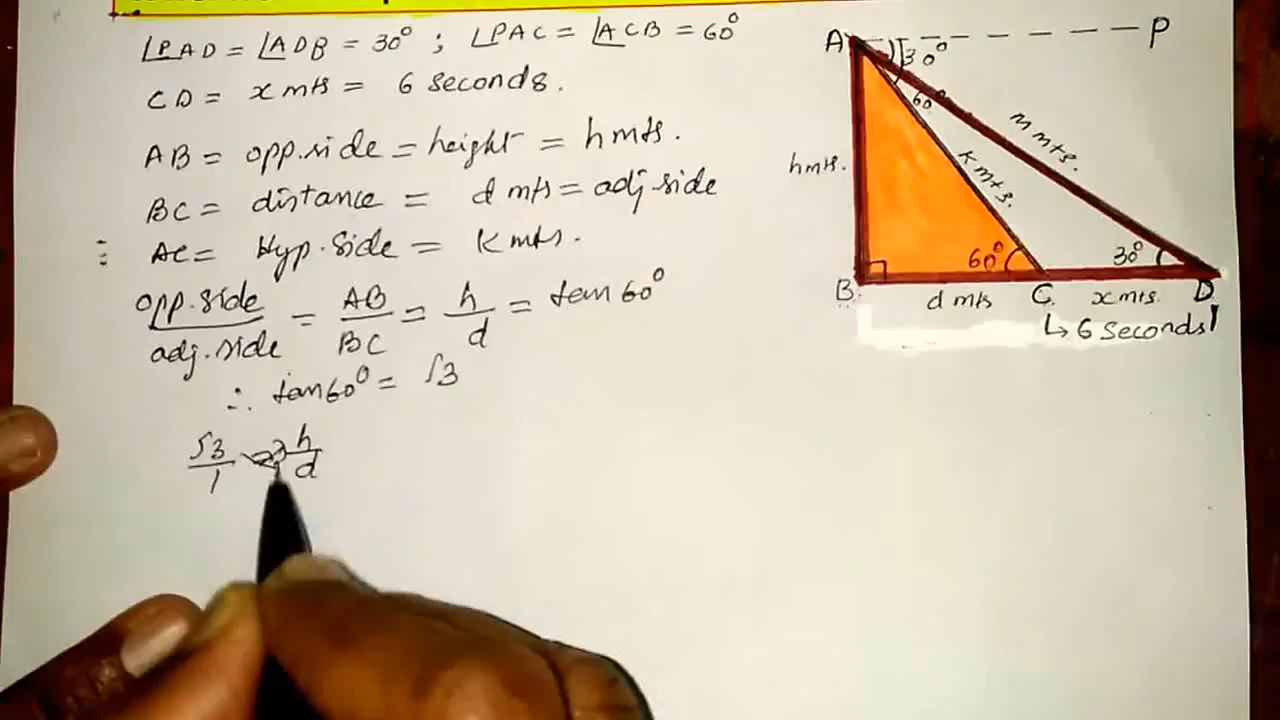 ∠PAD = ∠ADB = 30° ; ∠PAC = ∠ACB = 60°
CD = x mts = 6 seconds.
AB = opp.side = height = h mts.
BC = distance = d mts = adj side
∴ AC = Hyp. Side = K mts.
opp.side / adj.side = AB / BC = h / d = tan 60°
∴ tan 60° = √3
√3 / 1 h / d
A P
30°
60°
m mts.
K mts.
h mts.
60° 30°
B d mts C x mts. D
↳ 6 Seconds